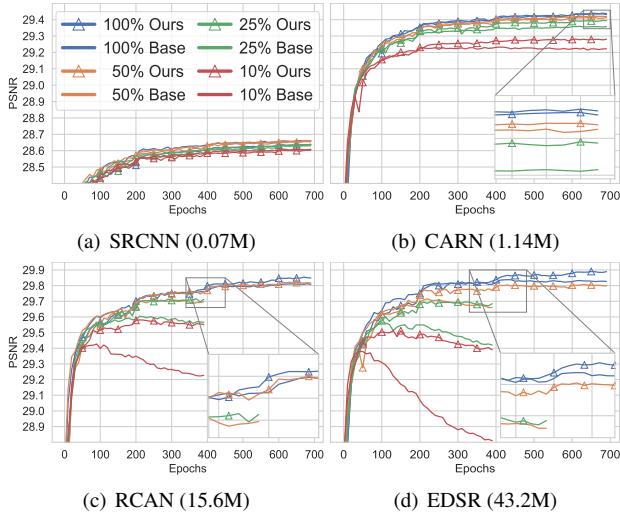 PSNR
29.4
29.3
29.2
29.1
29.0
28.9
28.8
28.7
28.6
28.5
100% Ours
100% Base
50% Ours
50% Base
25% Ours
25% Base
10% Ours
10% Base
0 100 200 300 400 500 600 700
Epochs
0 100 200 300 400 500 600 700
Epochs
(a) SRCNN (0.07M)
(b) CARN (1.14M)
PSNR
29.9
29.8
29.7
29.6
29.5
29.4
29.3
29.2
29.1
29.0
28.9
0 100 200 300 400 500 600 700
Epochs
0 100 200 300 400 500 600 700
Epochs
(c) RCAN (15.6M)
(d) EDSR (43.2M)